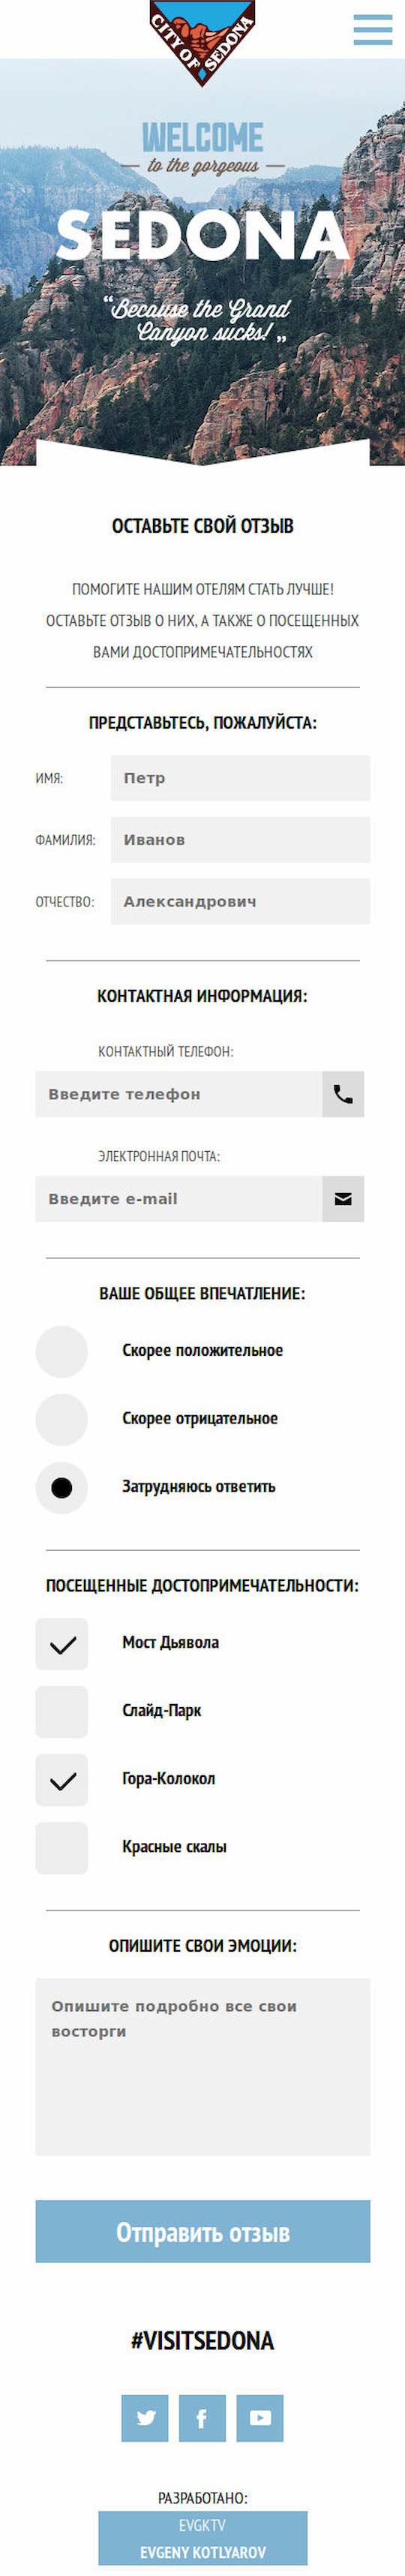 CITY OF SEDONA
WELCOME
to the gorgeous
SEDONA
“Because the Grand
Canyon sucks! „
ОСТАВЬТЕ СВОЙ ОТЗЫВ
ПОМОГИТЕ НАШИМ ОТЕЛЯМ СТАТЬ ЛУЧШЕ!
ОСТАВЬТЕ ОТЗЫВ О НИХ, А ТАКЖЕ О ПОСЕЩЕННЫХ
ВАМИ ДОСТОПРИМЕЧАТЕЛЬНОСТЯХ
ПРЕДСТАВЬТЕСЬ, ПОЖАЛУЙСТА:
ИМЯ: Петр
ФАМИЛИЯ: Иванов
ОТЧЕСТВО: Александрович
КОНТАКТНАЯ ИНФОРМАЦИЯ:
КОНТАКТНЫЙ ТЕЛЕФОН:
Введите телефон
ЭЛЕКТРОННАЯ ПОЧТА:
Введите e-mail
ВАШЕ ОБЩЕЕ ВПЕЧАТЛЕНИЕ:
Скорее положительное
Скорее отрицательное
Затрудняюсь ответить
ПОСЕЩЕННЫЕ ДОСТОПРИМЕЧАТЕЛЬНОСТИ:
Мост Дьявола
Слайд-Парк
Гора-Колокол
Красные скалы
ОПИШИТЕ СВОИ ЭМОЦИИ:
Опишите подробно все свои
восторги
Отправить отзыв
#VISITSEDONA
РАЗРАБОТАНО:
EVGKTV
EVGENY KOTLYAROV